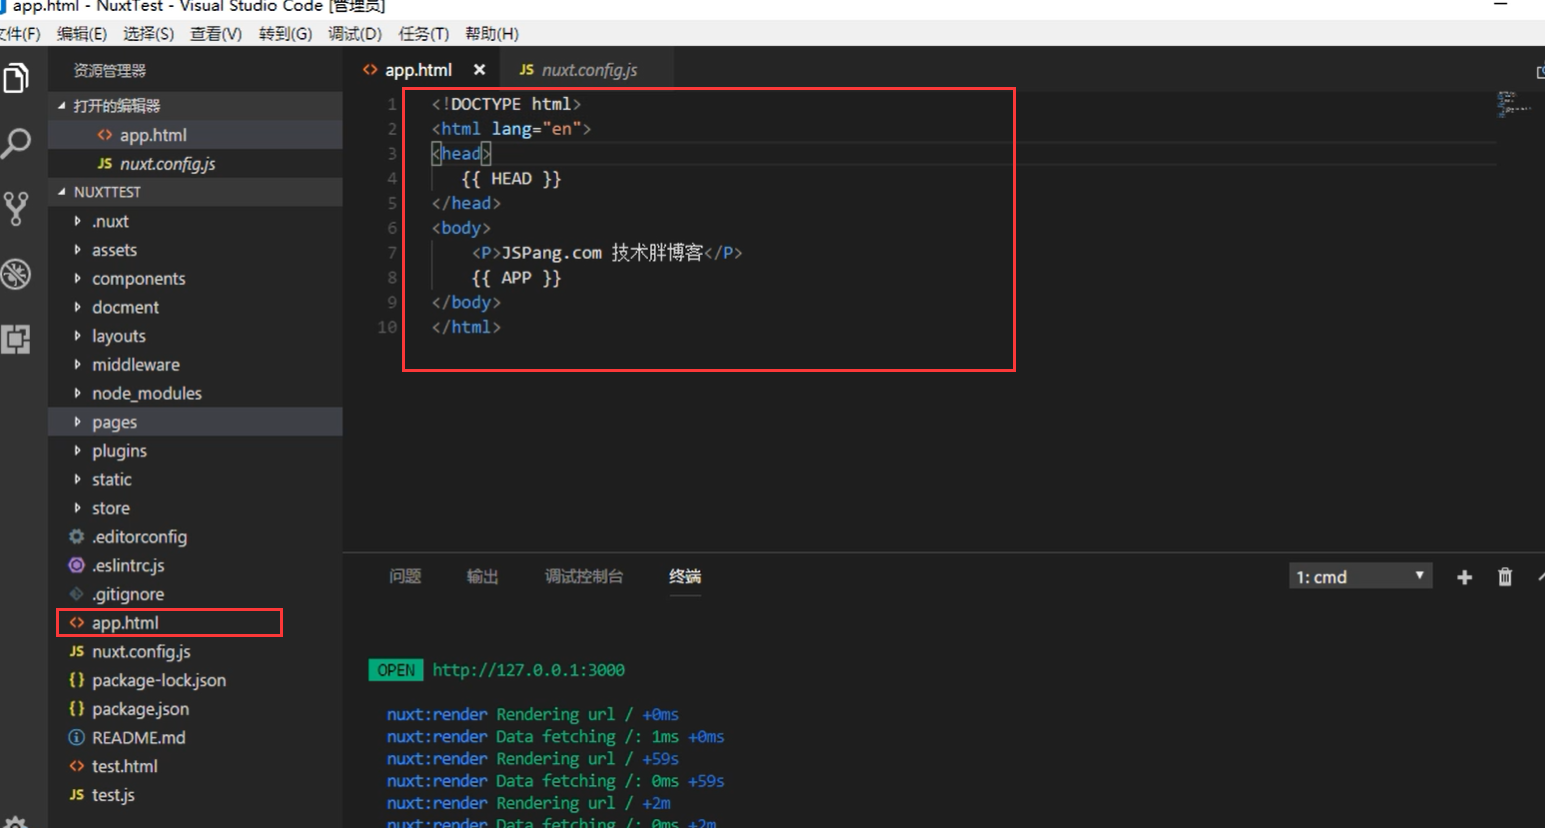 app.html - NuxtTest - Visual Studio Code [管理员]
文件(F) 编辑(E) 选择(S) 查看(V) 转到(G) 调试(D) 任务(T) 帮助(H)
资源管理器
打开的编辑器
<> app.html
JS nuxt.config.js
NUXTTEST
.nuxt
assets
components
docment
layouts
middleware
node_modules
pages
plugins
static
store
.editorconfig
.eslintrc.js
.gitignore
<> app.html
JS nuxt.config.js
{} package-lock.json
{} package.json
README.md
<> test.html
JS test.js
<> app.html × JS nuxt.config.js
1 <!DOCTYPE html>
2 <html lang="en">
3 <head>
4 {{ HEAD }}
5 </head>
6 <body>
7 <P>JSPang.com 技术胖博客</P>
8 {{ APP }}
9 </body>
10 </html>
问题 输出 调试控制台 终端 1: cmd
OPEN http://127.0.0.1:3000
nuxt:render Rendering url / +0ms
nuxt:render Data fetching /: 1ms +0ms
nuxt:render Rendering url / +59s
nuxt:render Data fetching /: 0ms +59s
nuxt:render Rendering url / +2m
nuxt:render Data fetching /: 0ms +2m